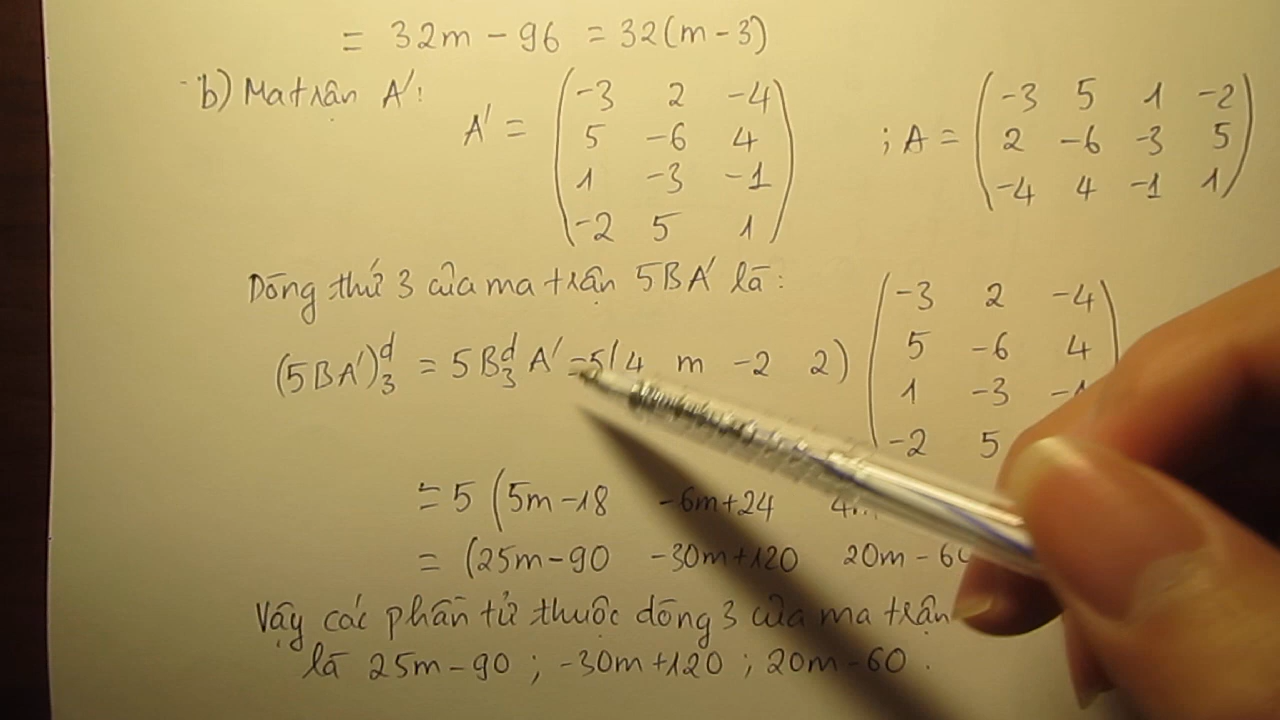 = 32m - 96 = 32(m - 3)
b) Ma trận A':
A' = (-3 2 -4
5 -6 4
1 -3 -1
-2 5 1)
; A = (-3 5 1 -2
2 -6 -3 5
-4 4 -1 1)
Dòng thứ 3 của ma trận 5BA' là:
(5BA')₃ᵈ = 5B₃ᵈ A' = 5(4 m -2 2) (-3 2 -4
5 -6 4
1 -3
-2 5
= 5 (5m - 18 -6m + 24
= (25m - 90 -30m + 120 20m -
Vậy các phần tử thuộc dòng 3 của ma trận
là 25m - 90 ; -30m + 120 ; 20m - 60 .